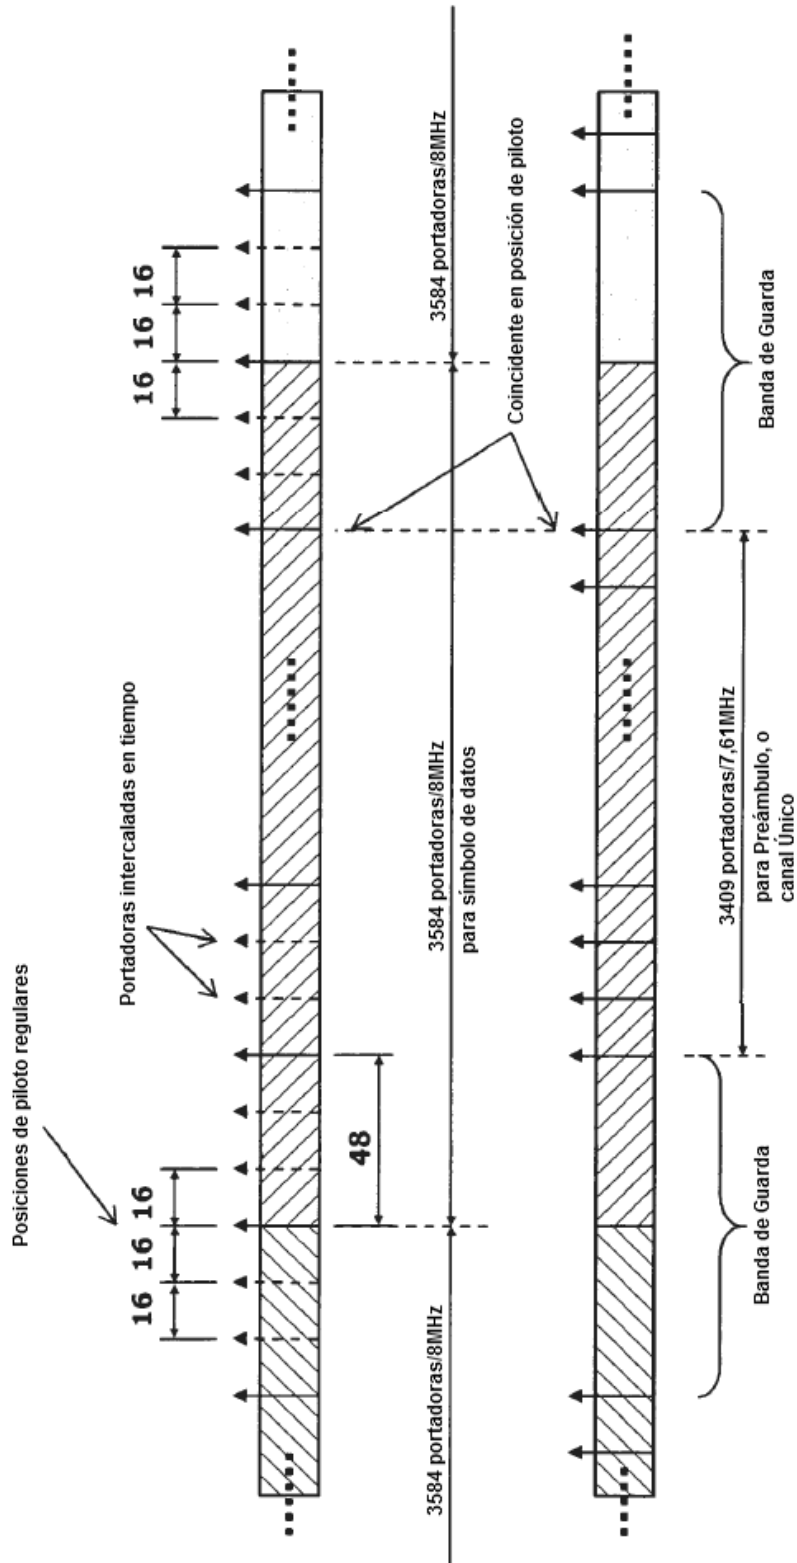 Posiciones de piloto regulares
Portadoras intercaladas en tiempo
16 16 16
16 16 16
48
3584 portadoras/8MHz
3584 portadoras/8MHz
para símbolo de datos
3584 portadoras/8MHz
Coincidente en posición de piloto
Banda de Guarda
3409 portadoras/7,61MHz
para Preámbulo, o
canal Único
Banda de Guarda